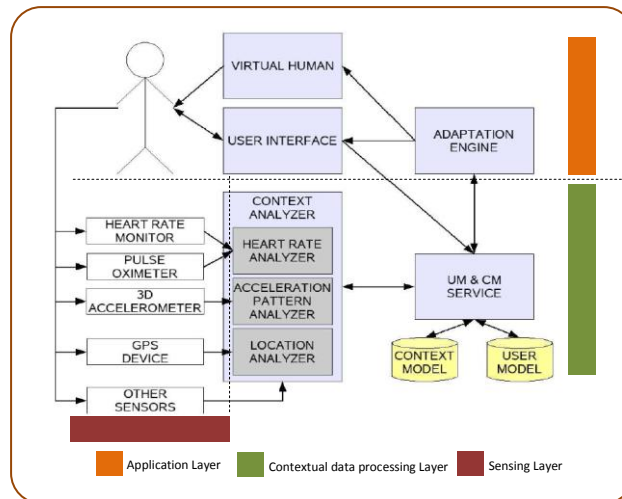 VIRTUAL HUMAN
USER INTERFACE
ADAPTATION
ENGINE
CONTEXT
ANALYZER
HEART RATE
MONITOR
HEART RATE
ANALYZER
PULSE
OXIMETER
3D
ACCELEROMETER
ACCELERATION
PATTERN
ANALYZER
UM & CM
SERVICE
GPS
DEVICE
LOCATION
ANALYZER
CONTEXT
MODEL
USER
MODEL
OTHER
SENSORS
Application Layer
Contextual data processing Layer
Sensing Layer